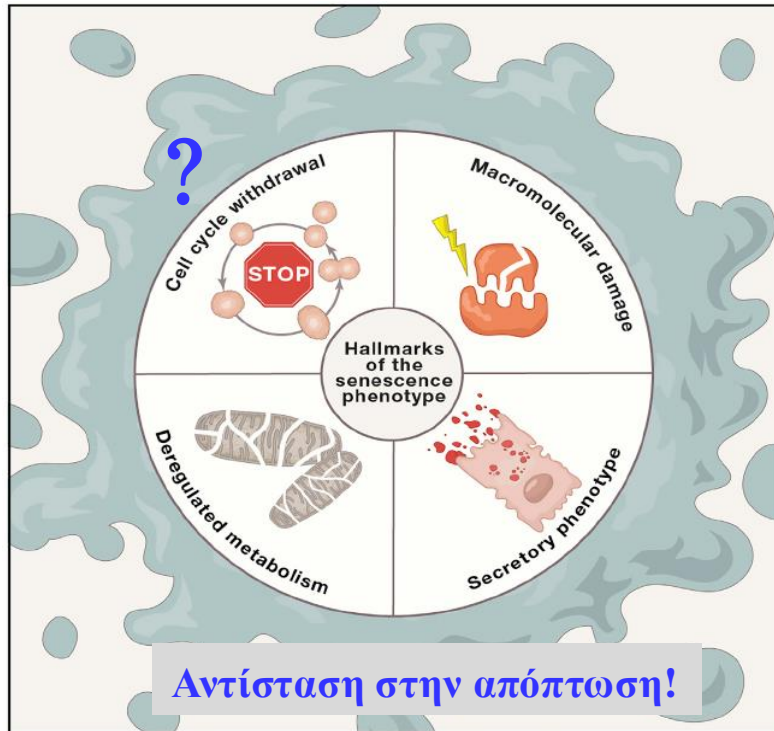 ?
Cell cycle withdrawal
Macromolecular damage
STOP
Hallmarks
of the
senescence
phenotype
Deregulated metabolism
Secretory phenotype
Αντίσταση στην απόπτωση!